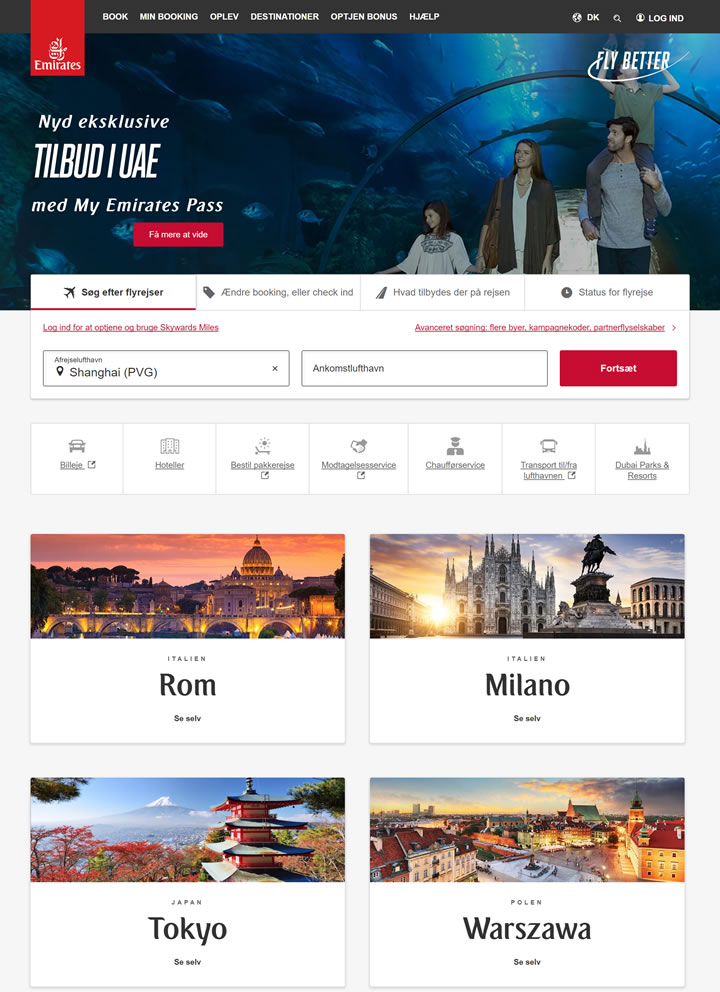 BOOK MIN BOOKING OPLEV DESTINATIONER OPTJEN BONUS HJÆLP DK LOG IND
Emirates
FLY BETTER
Nyd eksklusive
TILBUD I UAE
med My Emirates Pass
Få mere at vide
Søg efter flyrejser Ændre booking, eller check ind Hvad tilbydes der på rejsen Status for flyrejse
Log ind for at optjene og bruge Skywards Miles Avanceret søgning: flere byer, kampagnekoder, partnerflyselskaber
Afrejselufthavn
Shanghai (PVG) × Ankomstlufthavn Fortsæt
Billeje Hoteller Bestil pakkerejse Modtagelsesservice Chaufførservice Transport til/fra lufthavnen Dubai Parks & Resorts
ITALIEN
Rom
Se selv
ITALIEN
Milano
Se selv
JAPAN
Tokyo
Se selv
POLEN
Warszawa
Se selv